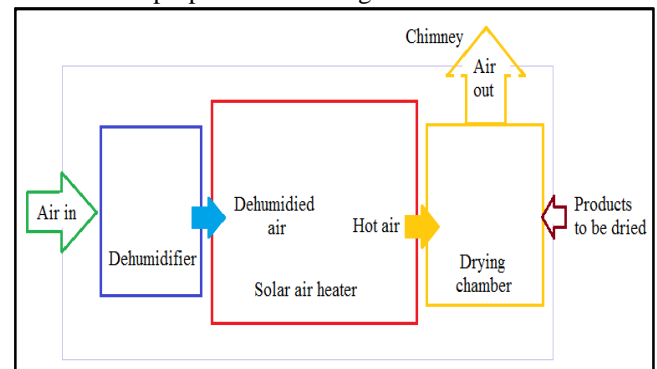 Chimney
Air
out
Air in
Dehumidifier
Dehumidied
air
Hot air
Solar air heater
Drying
chamber
Products
to be dried